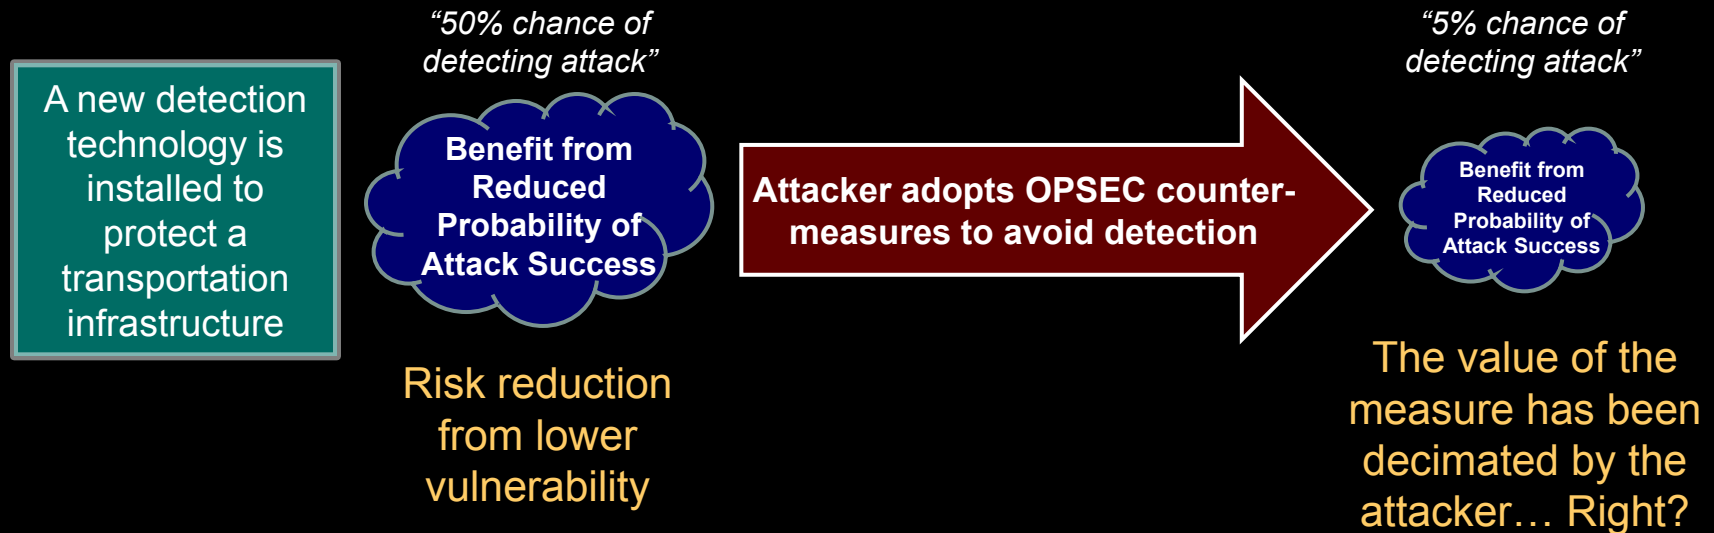 A new detection
technology is
installed to
protect a
transportation
infrastructure
“50% chance of
detecting attack”
Benefit from
Reduced
Probability of
Attack Success
Risk reduction
from lower
vulnerability
Attacker adopts OPSEC counter-
measures to avoid detection
“5% chance of
detecting attack”
Benefit from
Reduced
Probability of
Attack Success
The value of the
measure has been
decimated by the
attacker… Right?